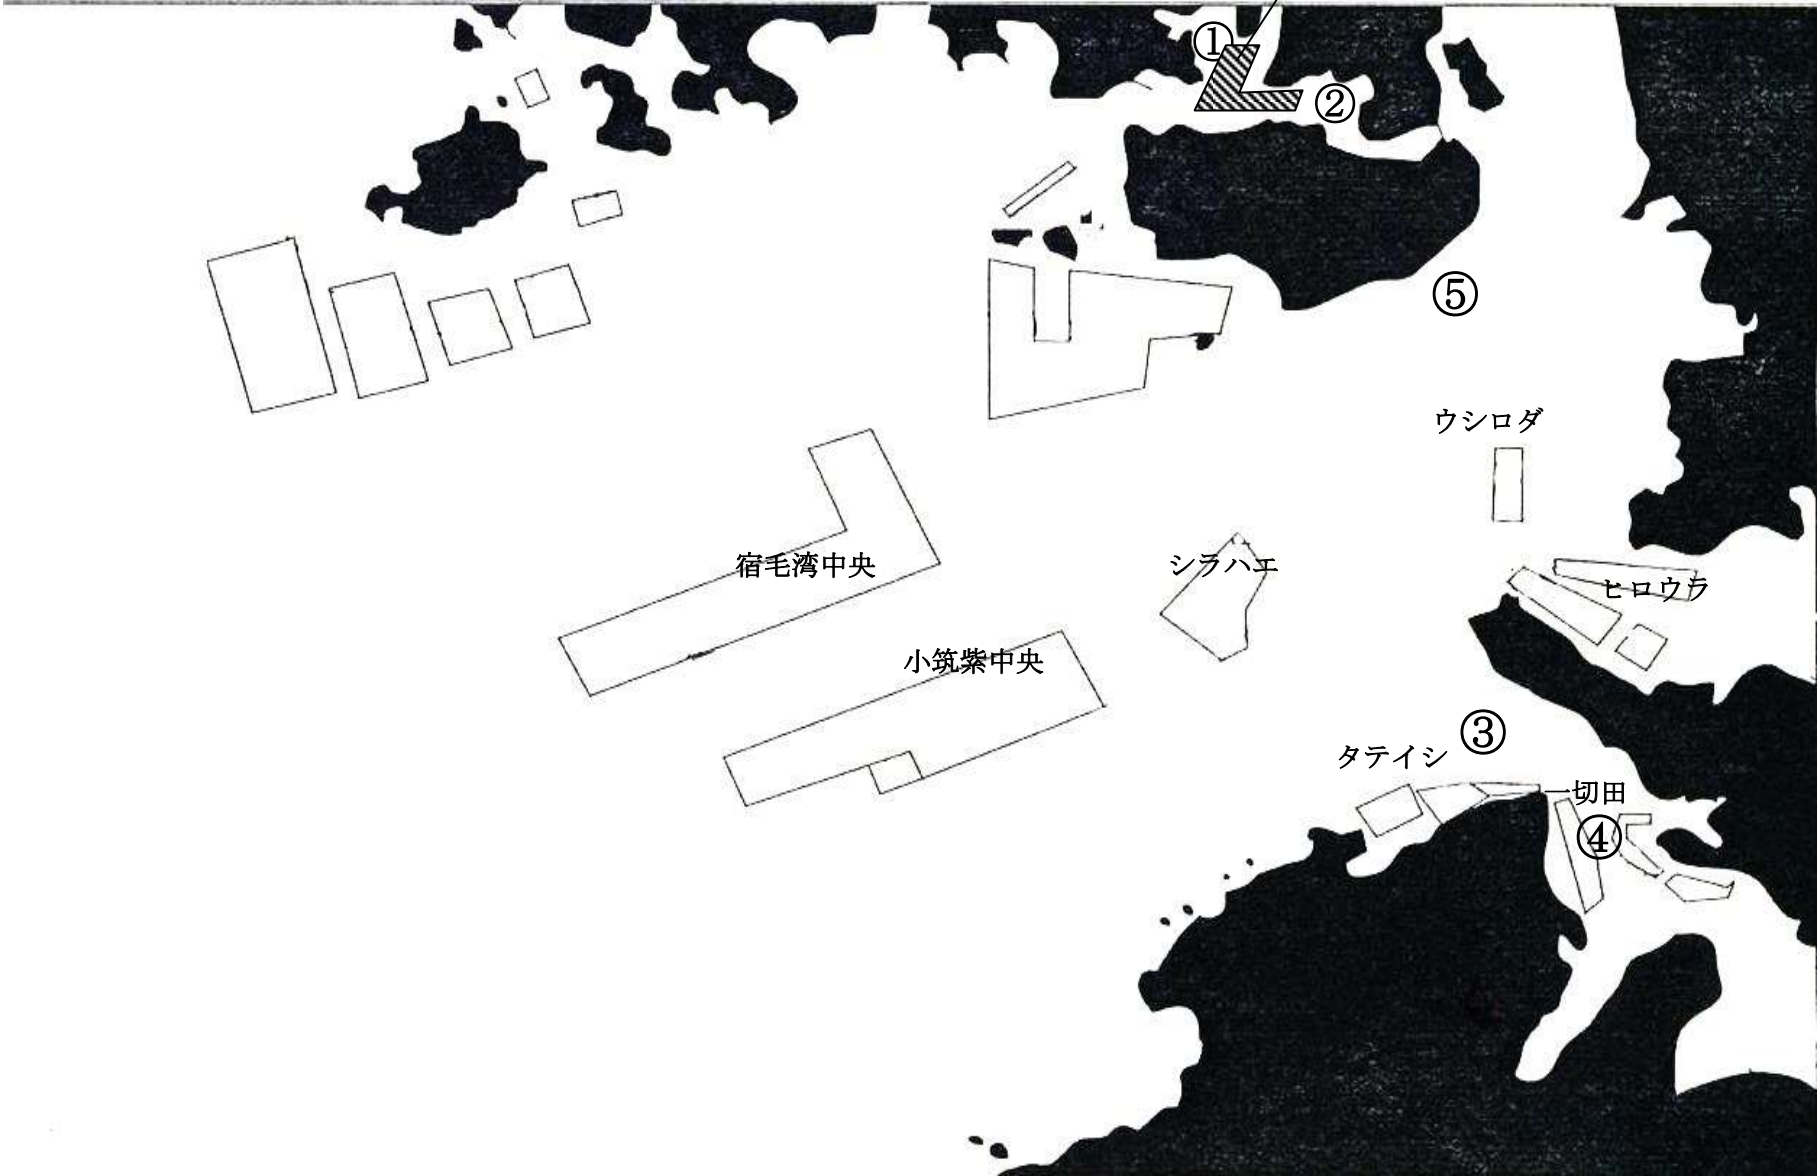 ①
②
⑤
ウシロダ
宿毛湾中央
シラハエ
ヒロウラ
小筑紫中央
③
タテイシ
一切田
④